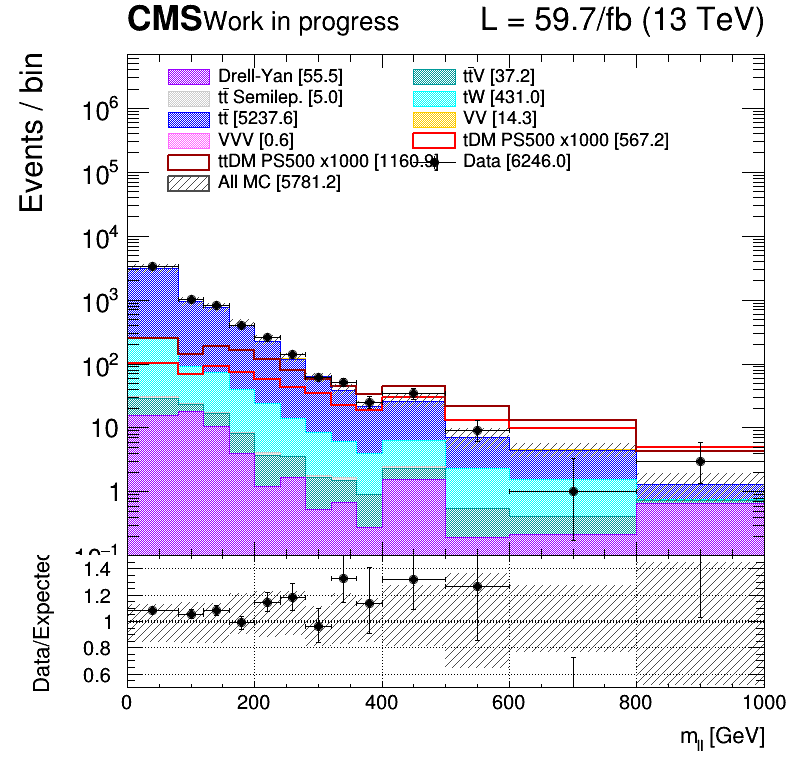 CMS Work in progress L = 59.7/fb (13 TeV)
Events / bin
Drell-Yan [55.5] tt̄V [37.2]
tt̄ Semilep. [5.0] tW [431.0]
tt̄ [5237.6] VV [14.3]
VVV [0.6] tDM PS500 x1000 [567.2]
ttDM PS500 x1000 [1160.9] Data [6246.0]
All MC [5781.2]
10⁶
10⁵
10⁴
10³
10²
10
1
10⁻¹
Data/Expected
1.4
1.2
1
0.8
0.6
0 200 400 600 800 1000
m_ll [GeV]